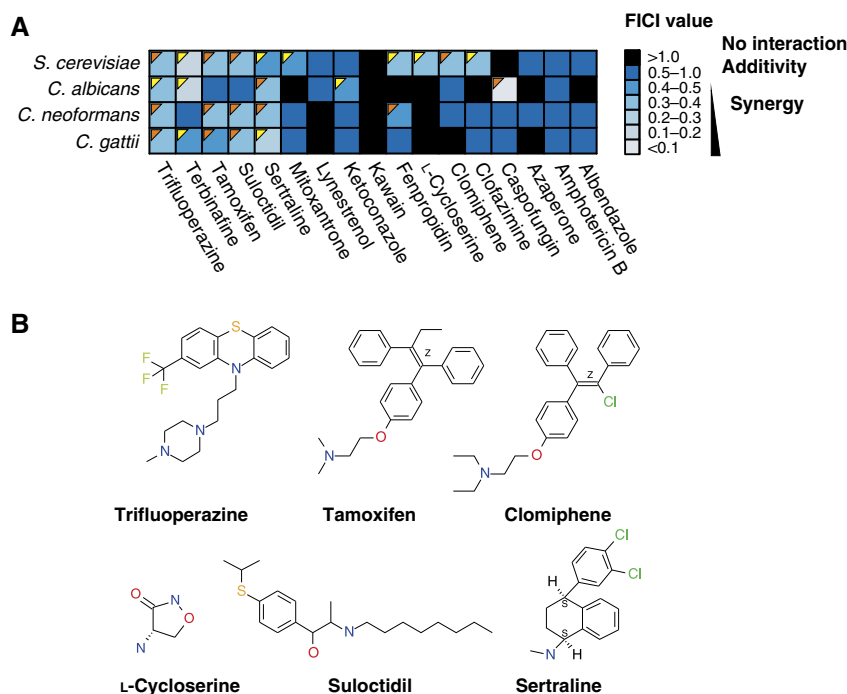 A
FICI value
S. cerevisiae
C. albicans
C. neoformans
C. gattii
>1.0
0.5–1.0
0.4–0.5
0.3–0.4
0.2–0.3
0.1–0.2
<0.1
No interaction
Additivity
Synergy
Trifluoperazine
Terbinafine
Tamoxifen
Suloctidil
Sertraline
Mitoxantrone
Lynestrenol
Ketoconazole
Kawain
Fenpropidin
L-Cycloserine
Clomiphene
Clofazimine
Caspofungin
Azaperone
Amphotericin B
Albendazole
B
S
F
F
F
N
N
N
Trifluoperazine
Z
O
N
Tamoxifen
Z
Cl
O
N
Clomiphene
O
N
O
N
L-Cycloserine
S
N
O
Suloctidil
Cl
Cl
H
S
S
N
H
Sertraline